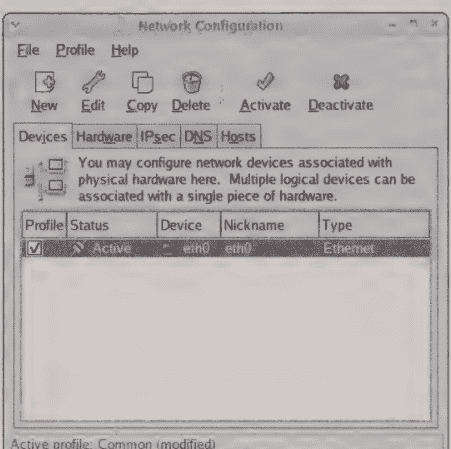 Network Configuration
File Profile Help
New Edit Copy Delete Activate Deactivate
Devices Hardware IPsec DNS Hosts
You may configure network devices associated with
physical hardware here. Multiple logical devices can be
associated with a single piece of hardware.
Profile Status Device Nickname Type
Active eth0 eth0 Ethernet
Active profile: Common (modified)